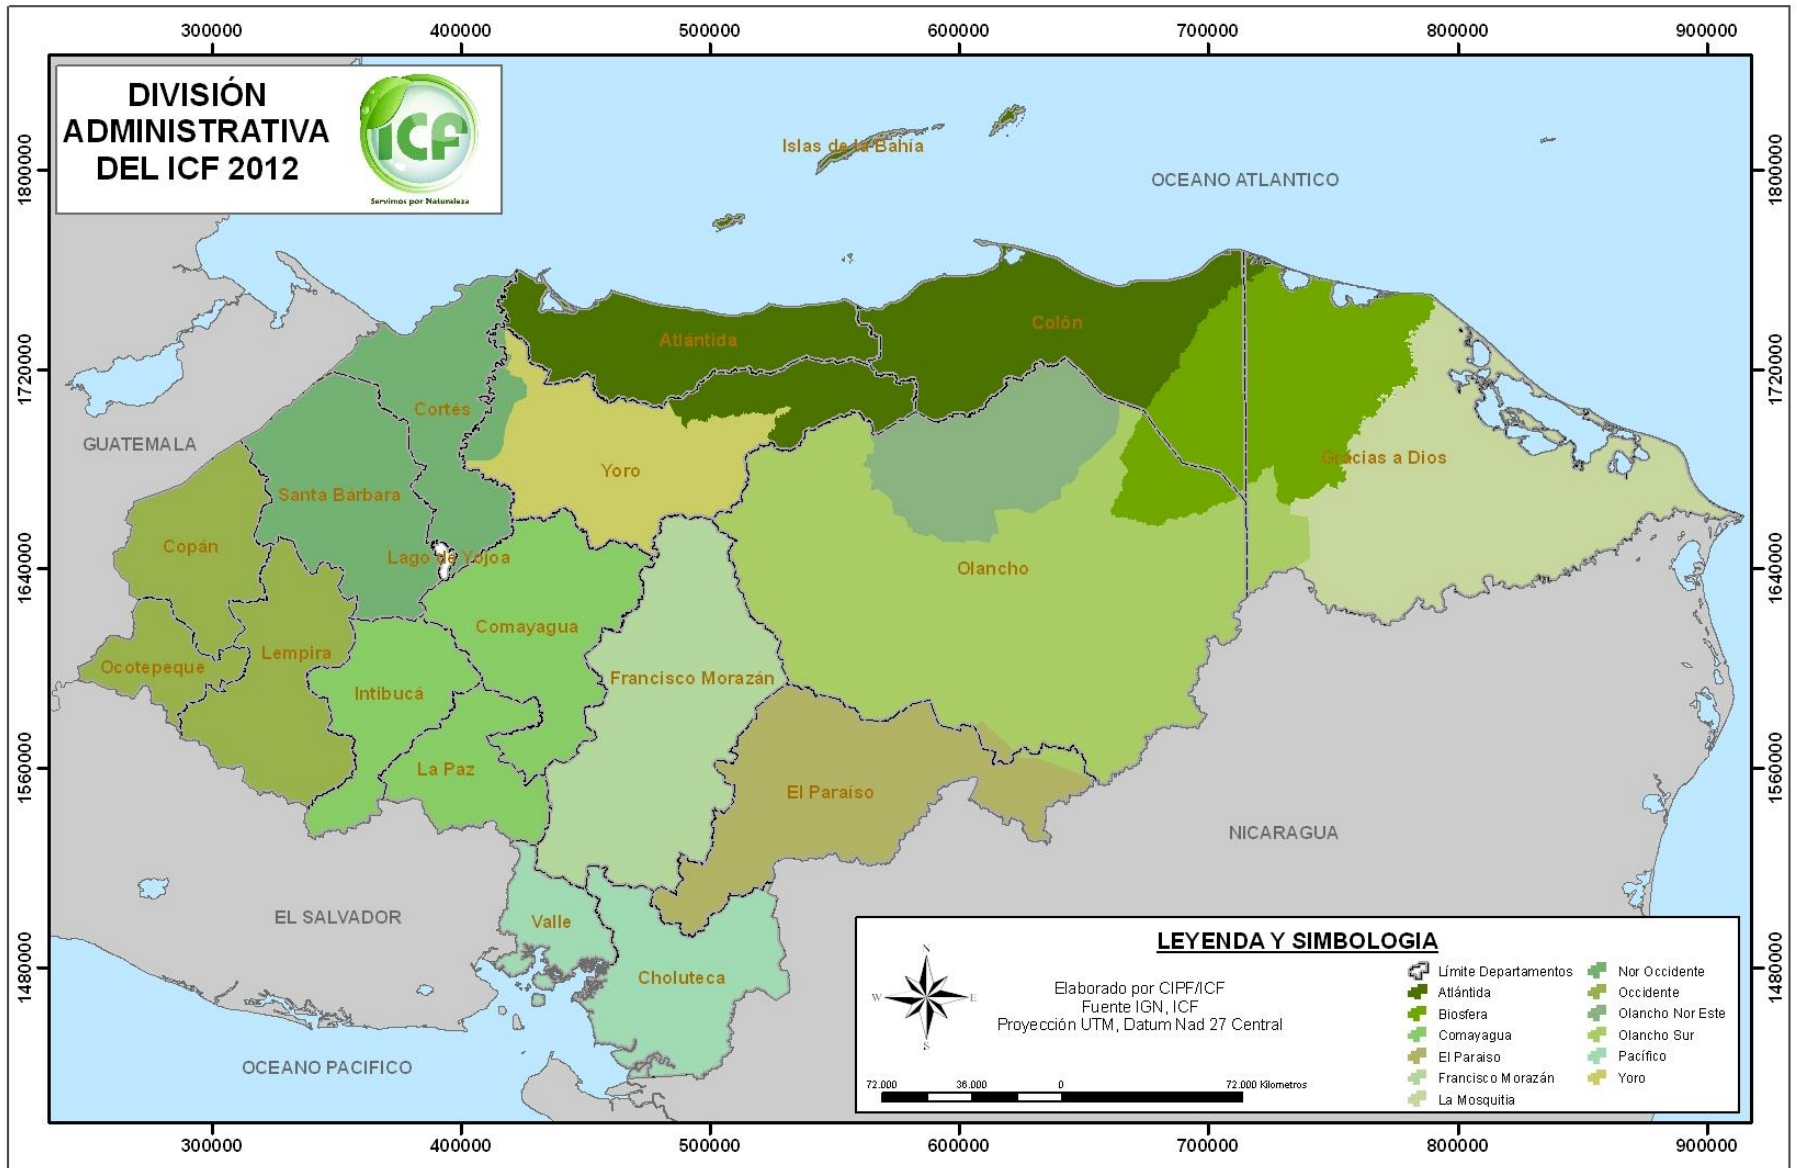 300000 400000 500000 600000 700000 800000 900000
DIVISIÓN
ADMINISTRATIVA
DEL ICF 2012
ICF
Servimos por Naturaleza
1800000
1720000
1640000
1560000
1480000
1800000
1720000
1640000
1560000
1480000
Islas de la Bahía
OCEANO ATLANTICO
Atlántida
Colón
Cortés
GUATEMALA
Yoro
Gracias a Dios
Santa Bárbara
Copán
Lago de Yojoa
Olancho
Comayagua
Lempira
Ocotepeque
Intibucá
Francisco Morazán
La Paz
El Paraíso
NICARAGUA
EL SALVADOR
Valle
Choluteca
OCEANO PACIFICO
LEYENDA Y SIMBOLOGIA
N
W E
S
Elaborado por CIPF/ICF
Fuente IGN, ICF
Proyección UTM, Datum Nad 27 Central
72.000 36.000 0 72.000 Kilometros
Límite Departamentos
Atlántida
Biosfera
Comayagua
El Paraiso
Francisco Morazán
La Mosquitia
Nor Occidente
Occidente
Olancho Nor Este
Olancho Sur
Pacífico
Yoro
300000 400000 500000 600000 700000 800000 900000